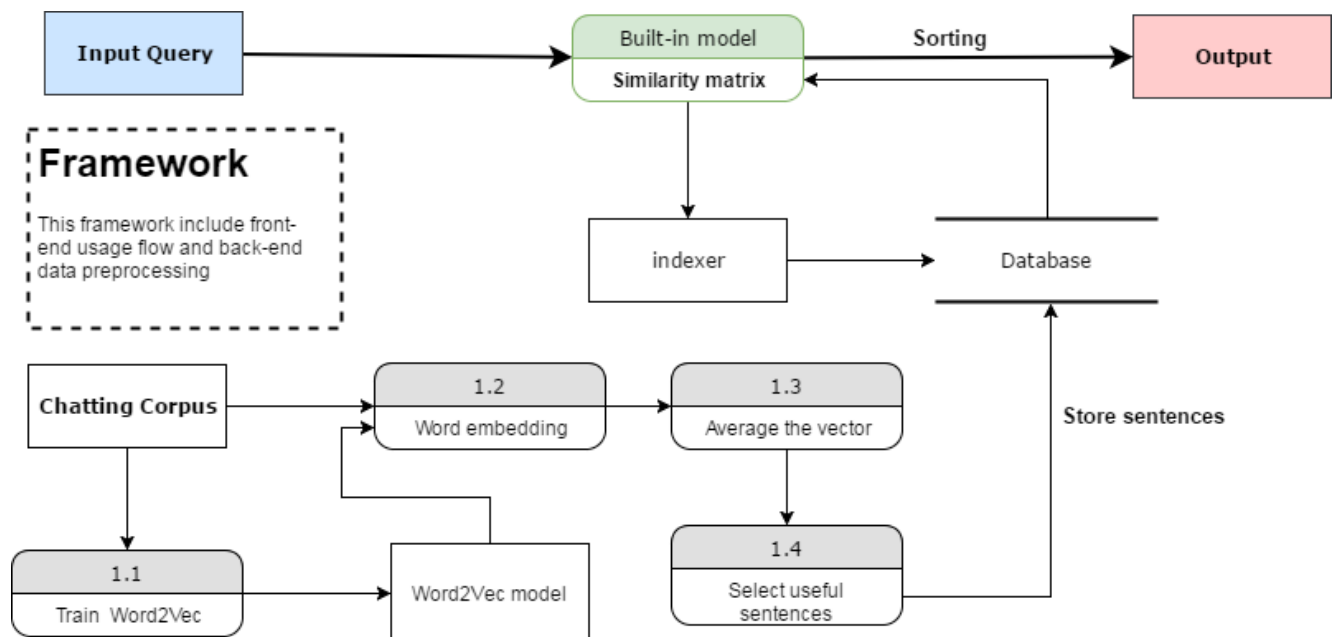 Input Query
Built-in model
Similarity matrix
Sorting
Output
Framework
This framework include front-
end usage flow and back-end
data preprocessing
indexer
Database
Chatting Corpus
1.2
Word embedding
1.3
Average the vector
Store sentences
1.1
Train Word2Vec
Word2Vec model
1.4
Select useful
sentences